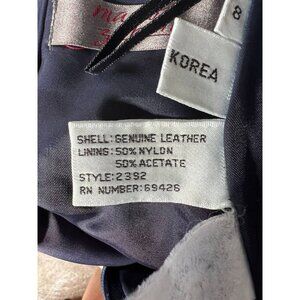 8
KOREA
SHELL: GENUINE LEATHER
LINING: 50% NYLON
50% ACETATE
STYLE: 2392
RN NUMBER: 69426